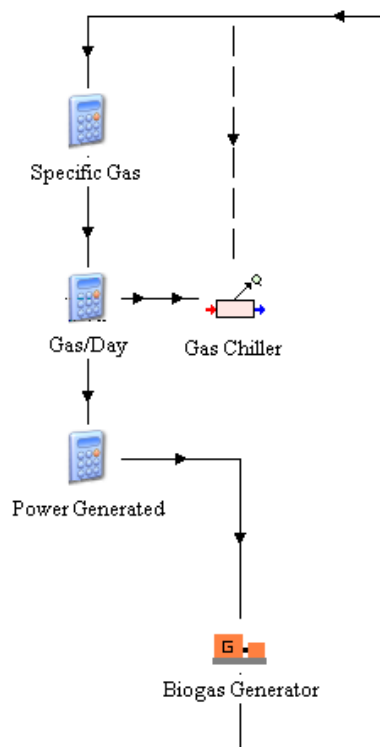 Specific Gas
Gas/Day
Gas Chiller
Power Generated
G
Biogas Generator